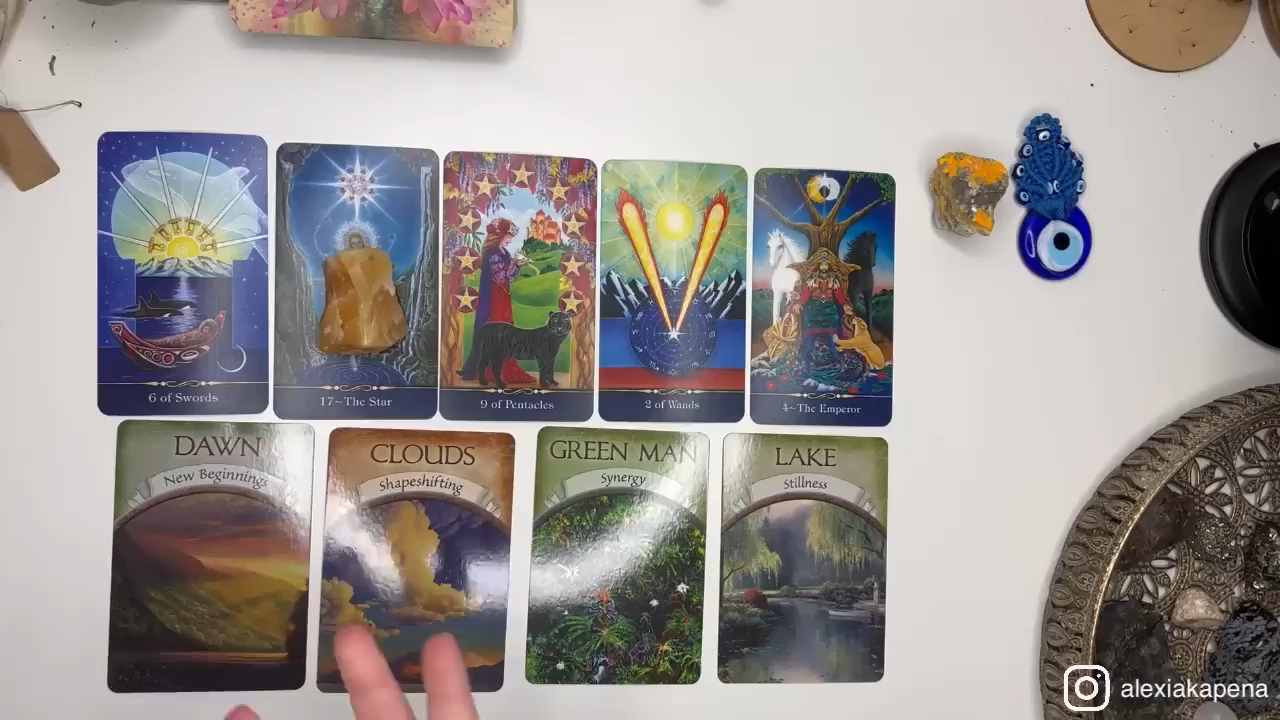 6 of Swords
17~The Star
9 of Pentacles
2 of Wands
4~The Emperor
DAWN
New Beginnings
CLOUDS
Shapeshifting
GREEN MAN
Synergy
LAKE
Stillness
alexiakapena